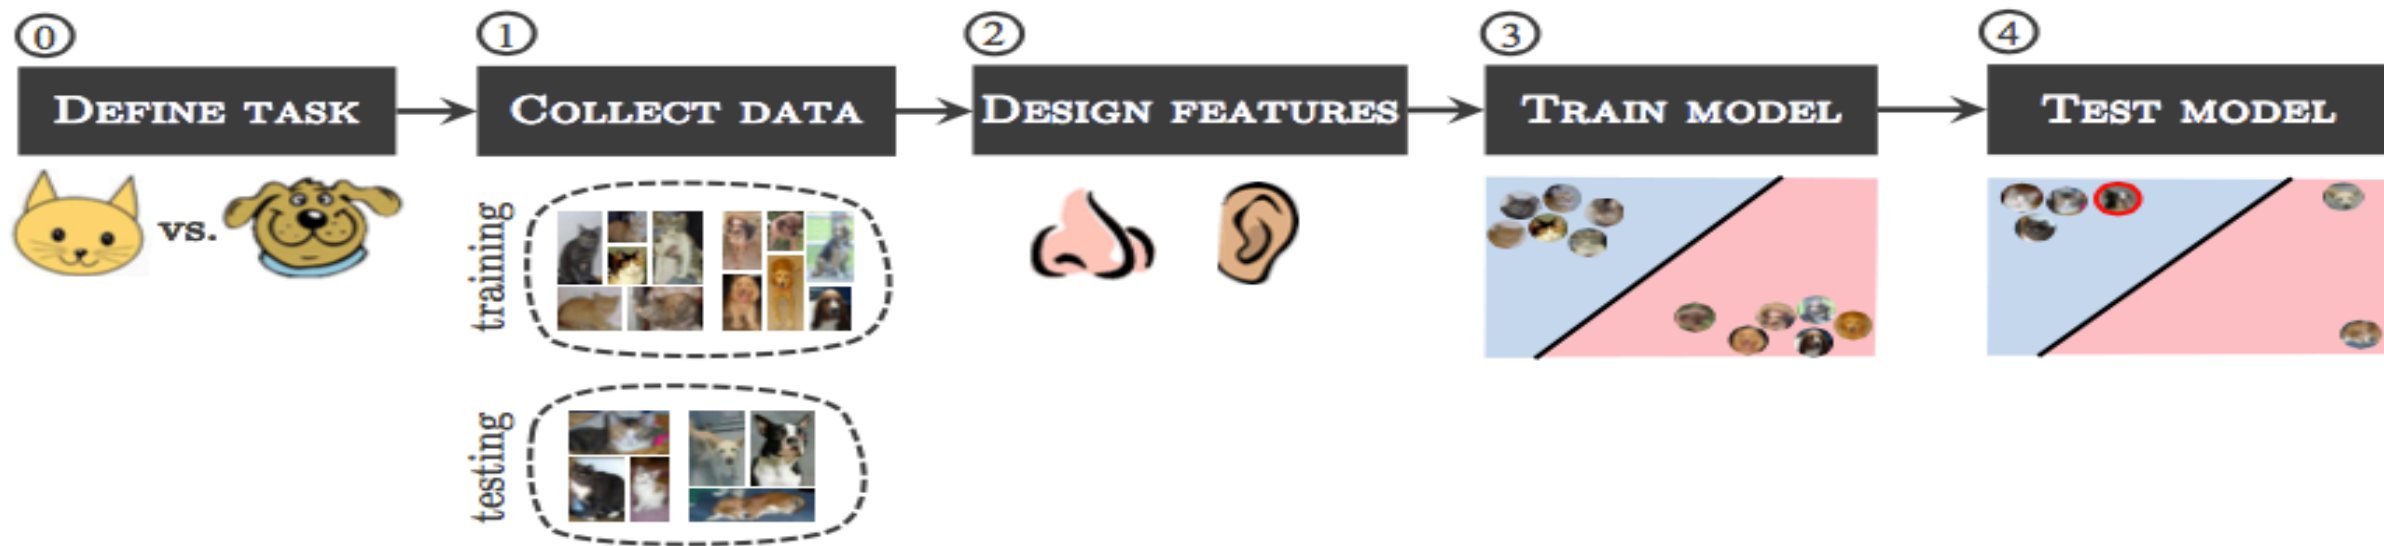 0
DEFINE TASK
1
COLLECT DATA
2
DESIGN FEATURES
3
TRAIN MODEL
4
TEST MODEL
vs.
training
testing